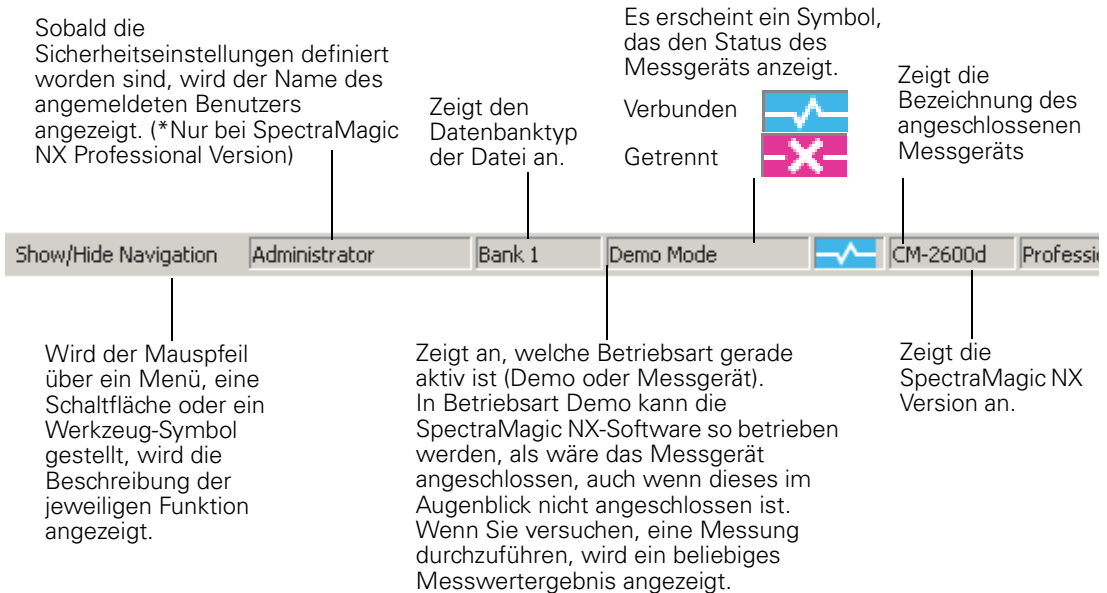 Sobald die
Sicherheitseinstellungen definiert
worden sind, wird der Name des
angemeldeten Benutzers
angezeigt. (*Nur bei SpectraMagic
NX Professional Version)
Zeigt den
Datenbanktyp
der Datei an.
Es erscheint ein Symbol,
das den Status des
Messgeräts anzeigt.
Verbunden
Getrennt
Zeigt die
Bezeichnung des
angeschlossenen
Messgeräts
Show/Hide Navigation Administrator Bank 1 Demo Mode CM-2600d Professi
Wird der Mauspfeil
über ein Menü, eine
Schaltfläche oder ein
Werkzeug-Symbol
gestellt, wird die
Beschreibung der
jeweiligen Funktion
angezeigt.
Zeigt an, welche Betriebsart gerade
aktiv ist (Demo oder Messgerät).
In Betriebsart Demo kann die
SpectraMagic NX-Software so betrieben
werden, als wäre das Messgerät
angeschlossen, auch wenn dieses im
Augenblick nicht angeschlossen ist.
Wenn Sie versuchen, eine Messung
durchzuführen, wird ein beliebiges
Messwertergebnis angezeigt.
Zeigt die
SpectraMagic NX
Version an.